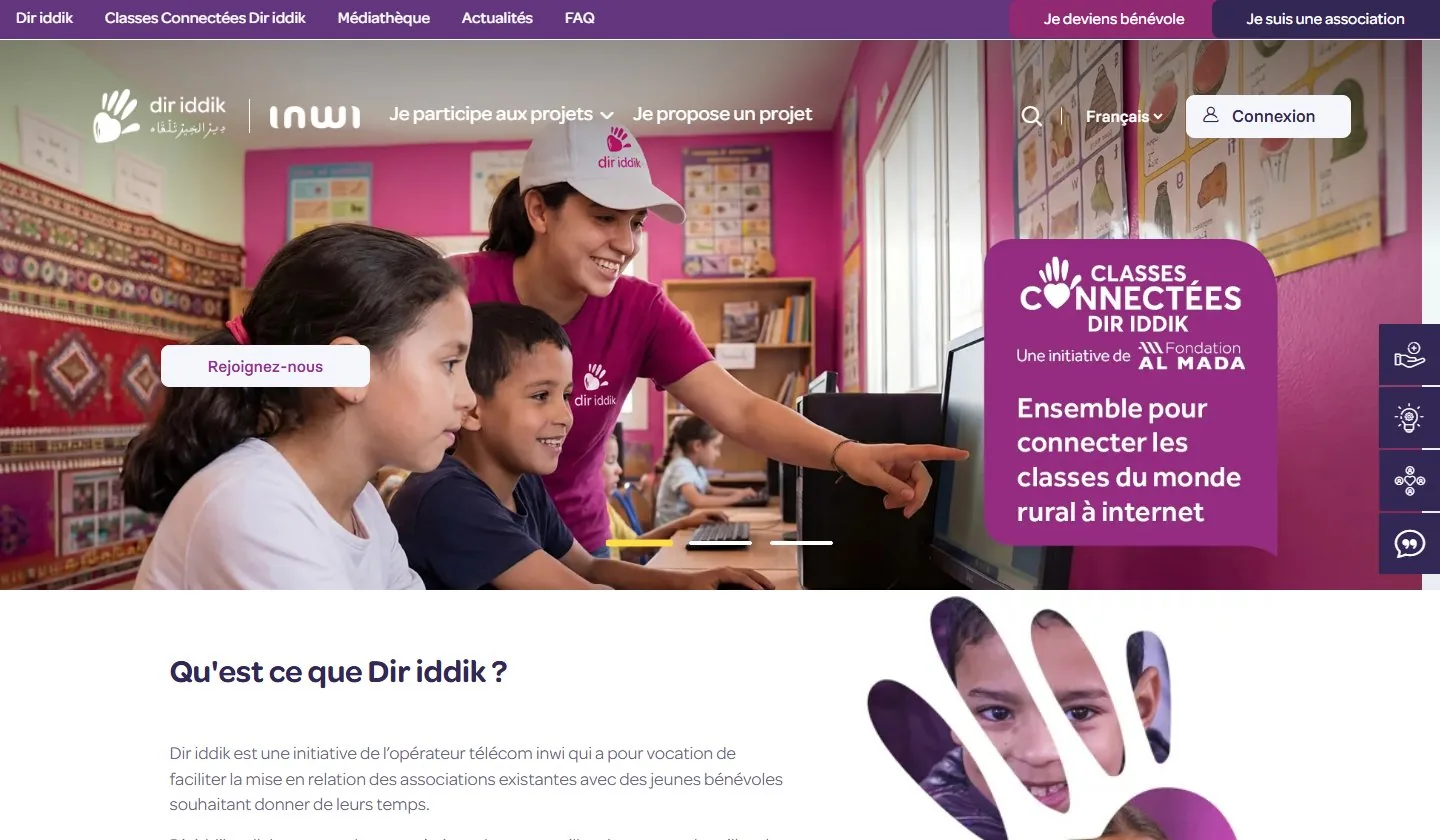 Dir iddik
Classes Connectées Dir iddik
Médiathèque
Actualités
FAQ
Je deviens bénévole
Je suis une association
dir iddik
دير الخير تلقاه
inwi
Je participe aux projets
Je propose un projet
Français
Connexion
dir iddik
dir iddik
Rejoignez-nous
CLASSES
CONNECTÉES
DIR IDDIK
Une initiative de Fondation
AL MADA
Ensemble pour
connecter les
classes du monde
rural à internet
Qu'est ce que Dir iddik ?
Dir iddik est une initiative de l’opérateur télécom inwi qui a pour vocation de
faciliter la mise en relation des associations existantes avec des jeunes bénévoles
souhaitant donner de leurs temps.